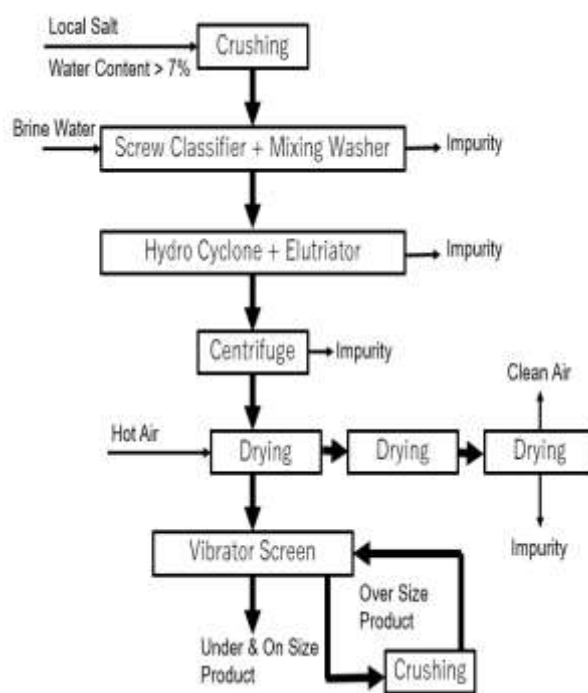 Local Salt
Crushing
Water Content > 7%
Brine Water
Screw Classifier + Mixing Washer
Impurity
Hydro Cyclone + Elutriator
Impurity
Centrifuge
Impurity
Clean Air
Hot Air
Drying
Drying
Drying
Impurity
Vibrator Screen
Over Size
Product
Under & On Size
Product
Crushing